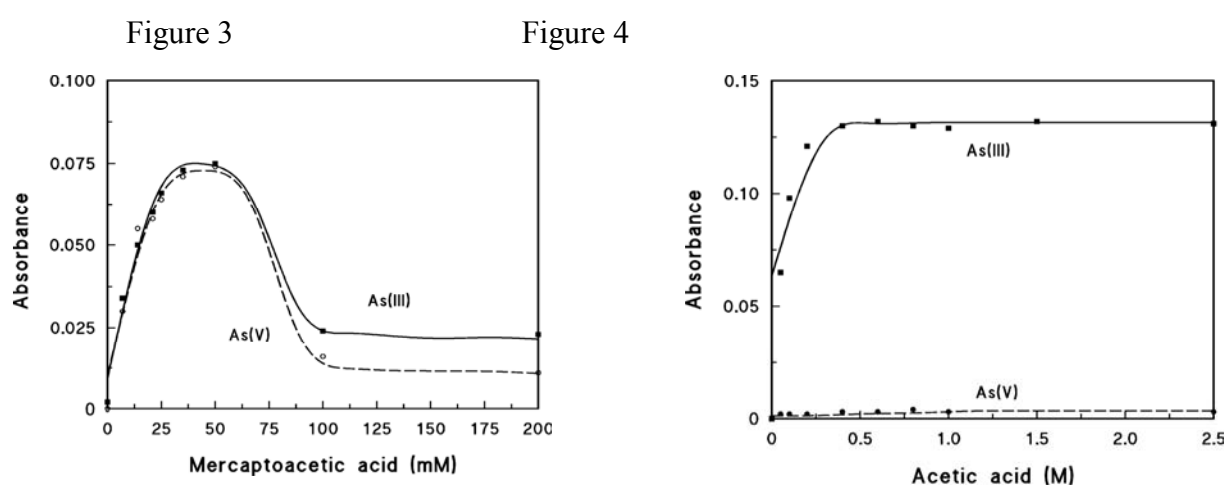 Figure 3
Figure 4
0.100
0.075
0.050
0.025
0
Absorbance
As(III)
As(V)
0 25 50 75 100 125 150 175 200
Mercaptoacetic acid (mM)
0.15
0.10
0.05
0
Absorbance
As(III)
As(V)
0 0.5 1.0 1.5 2.0 2.5
Acetic acid (M)